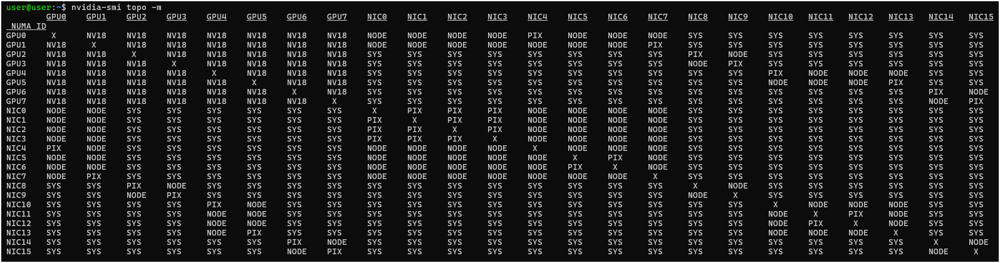 user@user:~$ nvidia-smi topo -m
GPU0 GPU1 GPU2 GPU3 GPU4 GPU5 GPU6 GPU7 NIC0 NIC1 NIC2 NIC3 NIC4 NIC5 NIC6 NIC7 NIC8 NIC9 NIC10 NIC11 NIC12 NIC13 NIC14 NIC15
NUMA ID
GPU0 X NV18 NV18 NV18 NV18 NV18 NV18 NV18 NODE NODE NODE NODE PIX NODE NODE NODE SYS SYS SYS SYS SYS SYS SYS SYS
GPU1 NV18 X NV18 NV18 NV18 NV18 NV18 NV18 NODE NODE NODE NODE NODE NODE NODE PIX SYS SYS SYS SYS SYS SYS SYS SYS
GPU2 NV18 NV18 X NV18 NV18 NV18 NV18 NV18 SYS SYS SYS SYS SYS SYS SYS SYS PIX NODE SYS SYS SYS SYS SYS SYS
GPU3 NV18 NV18 NV18 X NV18 NV18 NV18 NV18 SYS SYS SYS SYS SYS SYS SYS SYS NODE PIX SYS SYS SYS SYS SYS SYS
GPU4 NV18 NV18 NV18 NV18 X NV18 NV18 NV18 SYS SYS SYS SYS SYS SYS SYS SYS SYS SYS PIX NODE NODE NODE SYS SYS
GPU5 NV18 NV18 NV18 NV18 NV18 X NV18 NV18 SYS SYS SYS SYS SYS SYS SYS SYS SYS SYS NODE NODE NODE PIX SYS SYS
GPU6 NV18 NV18 NV18 NV18 NV18 NV18 X NV18 SYS SYS SYS SYS SYS SYS SYS SYS SYS SYS SYS SYS SYS SYS PIX NODE
GPU7 NV18 NV18 NV18 NV18 NV18 NV18 NV18 X SYS SYS SYS SYS SYS SYS SYS SYS SYS SYS SYS SYS SYS SYS NODE PIX
NIC0 NODE NODE SYS SYS SYS SYS SYS SYS X PIX PIX PIX NODE NODE NODE NODE SYS SYS SYS SYS SYS SYS SYS SYS
NIC1 NODE NODE SYS SYS SYS SYS SYS SYS PIX X PIX PIX NODE NODE NODE NODE SYS SYS SYS SYS SYS SYS SYS SYS
NIC2 NODE NODE SYS SYS SYS SYS SYS SYS PIX PIX X PIX NODE NODE NODE NODE SYS SYS SYS SYS SYS SYS SYS SYS
NIC3 NODE NODE SYS SYS SYS SYS SYS SYS PIX PIX PIX X NODE NODE NODE NODE SYS SYS SYS SYS SYS SYS SYS SYS
NIC4 PIX NODE SYS SYS SYS SYS SYS SYS NODE NODE NODE NODE X NODE NODE NODE SYS SYS SYS SYS SYS SYS SYS SYS
NIC5 NODE NODE SYS SYS SYS SYS SYS SYS NODE NODE NODE NODE NODE X PIX NODE SYS SYS SYS SYS SYS SYS SYS SYS
NIC6 NODE NODE SYS SYS SYS SYS SYS SYS NODE NODE NODE NODE NODE PIX X NODE SYS SYS SYS SYS SYS SYS SYS SYS
NIC7 NODE PIX SYS SYS SYS SYS SYS SYS NODE NODE NODE NODE NODE NODE NODE X SYS SYS SYS SYS SYS SYS SYS SYS
NIC8 SYS SYS PIX NODE SYS SYS SYS SYS SYS SYS SYS SYS SYS SYS SYS SYS X NODE SYS SYS SYS SYS SYS SYS
NIC9 SYS SYS NODE PIX SYS SYS SYS SYS SYS SYS SYS SYS SYS SYS SYS SYS NODE X SYS SYS SYS SYS SYS SYS
NIC10 SYS SYS SYS SYS PIX NODE SYS SYS SYS SYS SYS SYS SYS SYS SYS SYS SYS SYS X NODE NODE NODE SYS SYS
NIC11 SYS SYS SYS SYS NODE NODE SYS SYS SYS SYS SYS SYS SYS SYS SYS SYS SYS SYS NODE X PIX NODE SYS SYS
NIC12 SYS SYS SYS SYS NODE NODE SYS SYS SYS SYS SYS SYS SYS SYS SYS SYS SYS SYS NODE PIX X NODE SYS SYS
NIC13 SYS SYS SYS SYS NODE PIX SYS SYS SYS SYS SYS SYS SYS SYS SYS SYS SYS SYS NODE NODE NODE X SYS SYS
NIC14 SYS SYS SYS SYS SYS SYS PIX NODE SYS SYS SYS SYS SYS SYS SYS SYS SYS SYS SYS SYS SYS SYS X NODE
NIC15 SYS SYS SYS SYS SYS SYS NODE PIX SYS SYS SYS SYS SYS SYS SYS SYS SYS SYS SYS SYS SYS SYS NODE X